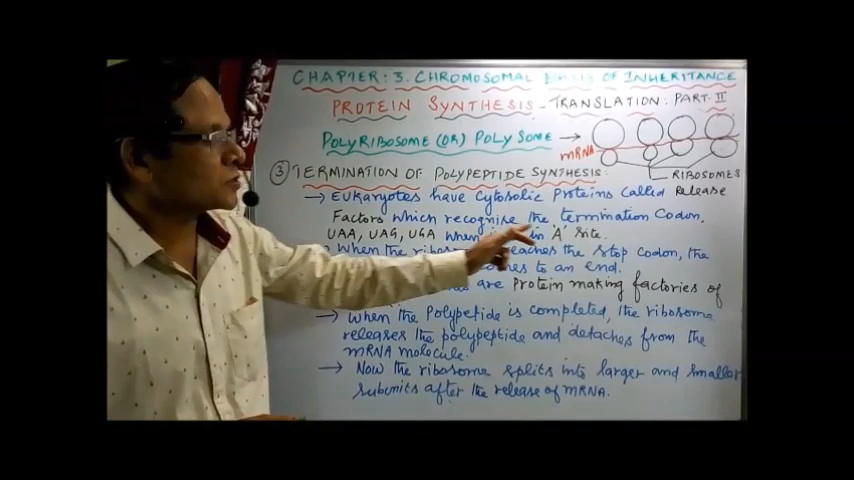 CHAPTER: 3. CHROMOSOMAL BASIS OF INHERITANCE
PROTEIN SYNTHESIS - TRANSLATION: PART-II
POLYRIBOSOME (OR) POLYSOME →
mRNA
RIBOSOMES
③ TERMINATION OF POLYPEPTIDE SYNTHESIS:
→ Eukaryotes have Cytosolic Proteins called Release
Factors which recognise the termination Codon,
UAA, UAG, UGA when in 'A' Site.
→ When the reaches the Stop Codon, the
comes to an end.
are Protein making factories of
→ When the Polypeptide is completed, the ribosome
releases the polypeptide and detaches from the
mRNA molecule.
→ Now the ribosome splits into larger and smaller
subunits after the release of mRNA.